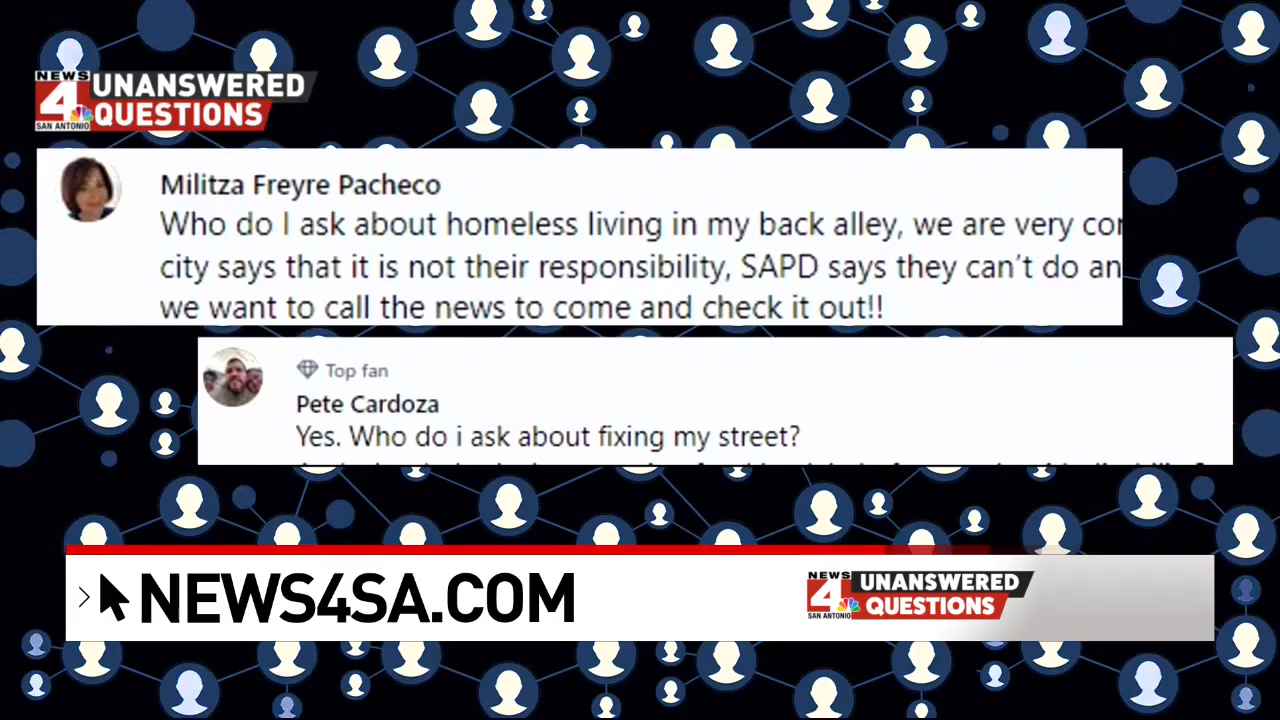 NEWS
4
SAN ANTONIO
UNANSWERED
QUESTIONS
Militza Freyre Pacheco
Who do I ask about homeless living in my back alley, we are very
city says that it is not their responsibility, SAPD says they can't do
we want to call the news to come and check it out!!
Top fan
Pete Cardoza
Yes. Who do i ask about fixing my street?
NEWS4SA.COM
NEWS
4
SAN ANTONIO
UNANSWERED
QUESTIONS